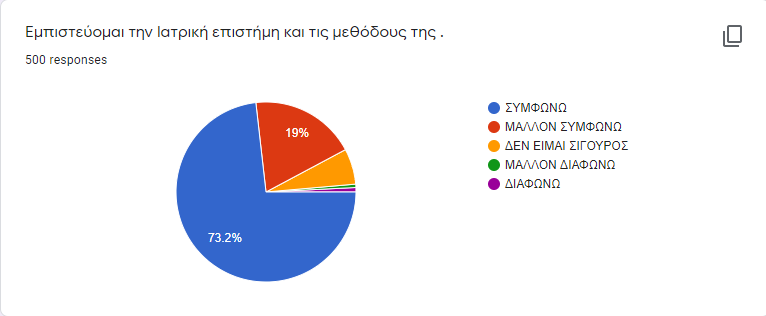 Εμπιστεύομαι την Ιατρική επιστήμη και τις μεθόδους της .
500 responses
ΣΥΜΦΩΝΩ
ΜΑΛΛΟΝ ΣΥΜΦΩΝΩ
ΔΕΝ ΕΙΜΑΙ ΣΙΓΟΥΡΟΣ
ΜΑΛΛΟΝ ΔΙΑΦΩΝΩ
ΔΙΑΦΩΝΩ
19%
73.2%